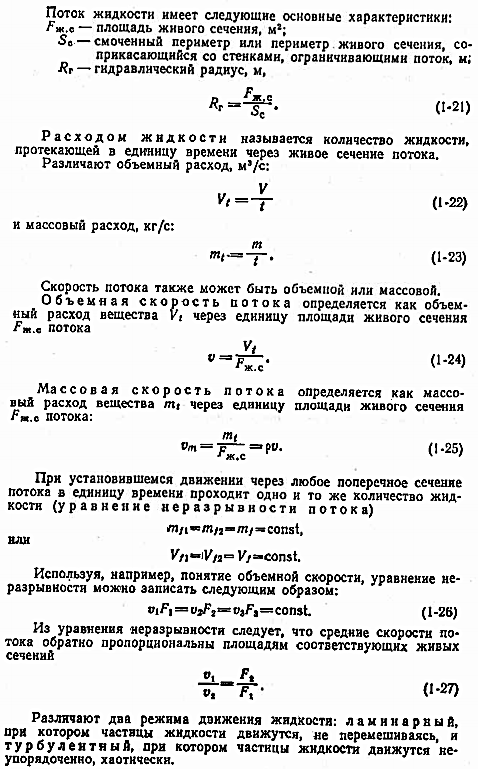 Поток жидкости имеет следующие основные характеристики:
Fж.с — площадь живого сечения, м²;
Sс — смоченный периметр или периметр живого сечения, со-
прикасающийся со стенками, ограничивающими поток, м;
Rг — гидравлический радиус, м,
Rг = Fж.с / Sс. (1-21)
Расходом жидкости называется количество жидкости,
протекающей в единицу времени через живое сечение потока.
Различают объемный расход, м³/с:
Vt = V / t (1-22)
и массовый расход, кг/с:
mt = m / t. (1-23)
Скорость потока также может быть объемной или массовой.
Объемная скорость потока определяется как объем-
ный расход вещества Vt через единицу площади живого сечения
Fж.с потока
v = Vt / Fж.с. (1-24)
Массовая скорость потока определяется как массо-
вый расход вещества mt через единицу площади живого сечения
Fж.с потока:
vm = mt / Fж.с = ρv. (1-25)
При установившемся движении через любое поперечное сечение
потока в единицу времени проходит одно и то же количество жид-
кости (уравнение неразрывности потока)
mt1 = mt2 = mt = const,
или
Vt1 = Vt2 = Vt = const.
Используя, например, понятие объемной скорости, уравнение не-
разрывности можно записать следующим образом:
v1F1 = v2F2 = v3F3 = const. (1-26)
Из уравнения неразрывности следует, что средние скорости по-
тока обратно пропорциональны площадям соответствующих живых
сечений
v1 / v2 = F2 / F1. (1-27)
Различают два режима движения жидкости: ламинарный,
при котором частицы жидкости движутся, не перемешиваясь, и
турбулентный, при котором частицы жидкости движутся не-
упорядоченно, хаотически.